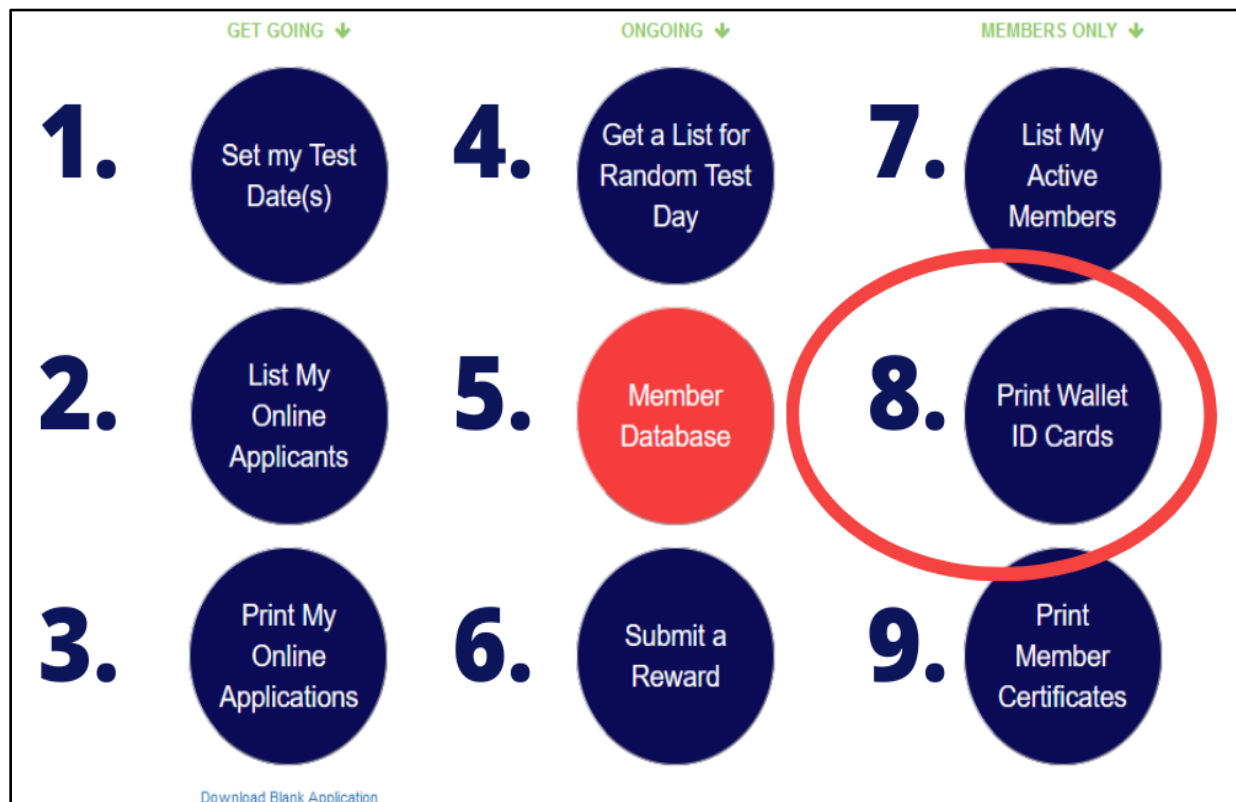 GET GOING
1.
Set my Test
Date(s)
2.
List My
Online
Applicants
3.
Print My
Online
Applications
Download Blank Application
ONGOING
4.
Get a List for
Random Test
Day
5.
Member
Database
6.
Submit a
Reward
MEMBERS ONLY
7.
List My
Active
Members
8.
Print Wallet
ID Cards
9.
Print
Member
Certificates